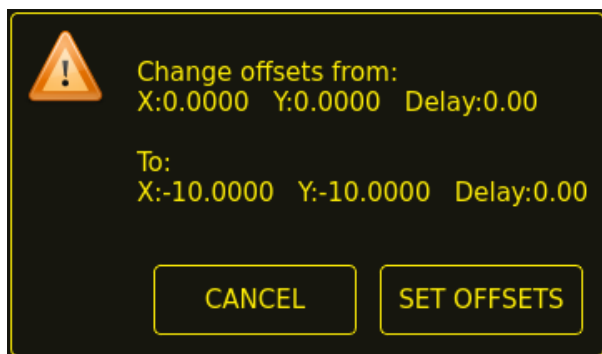 !
Change offsets from:
X:0.0000 Y:0.0000 Delay:0.00
To:
X:-10.0000 Y:-10.0000 Delay:0.00
CANCEL SET OFFSETS